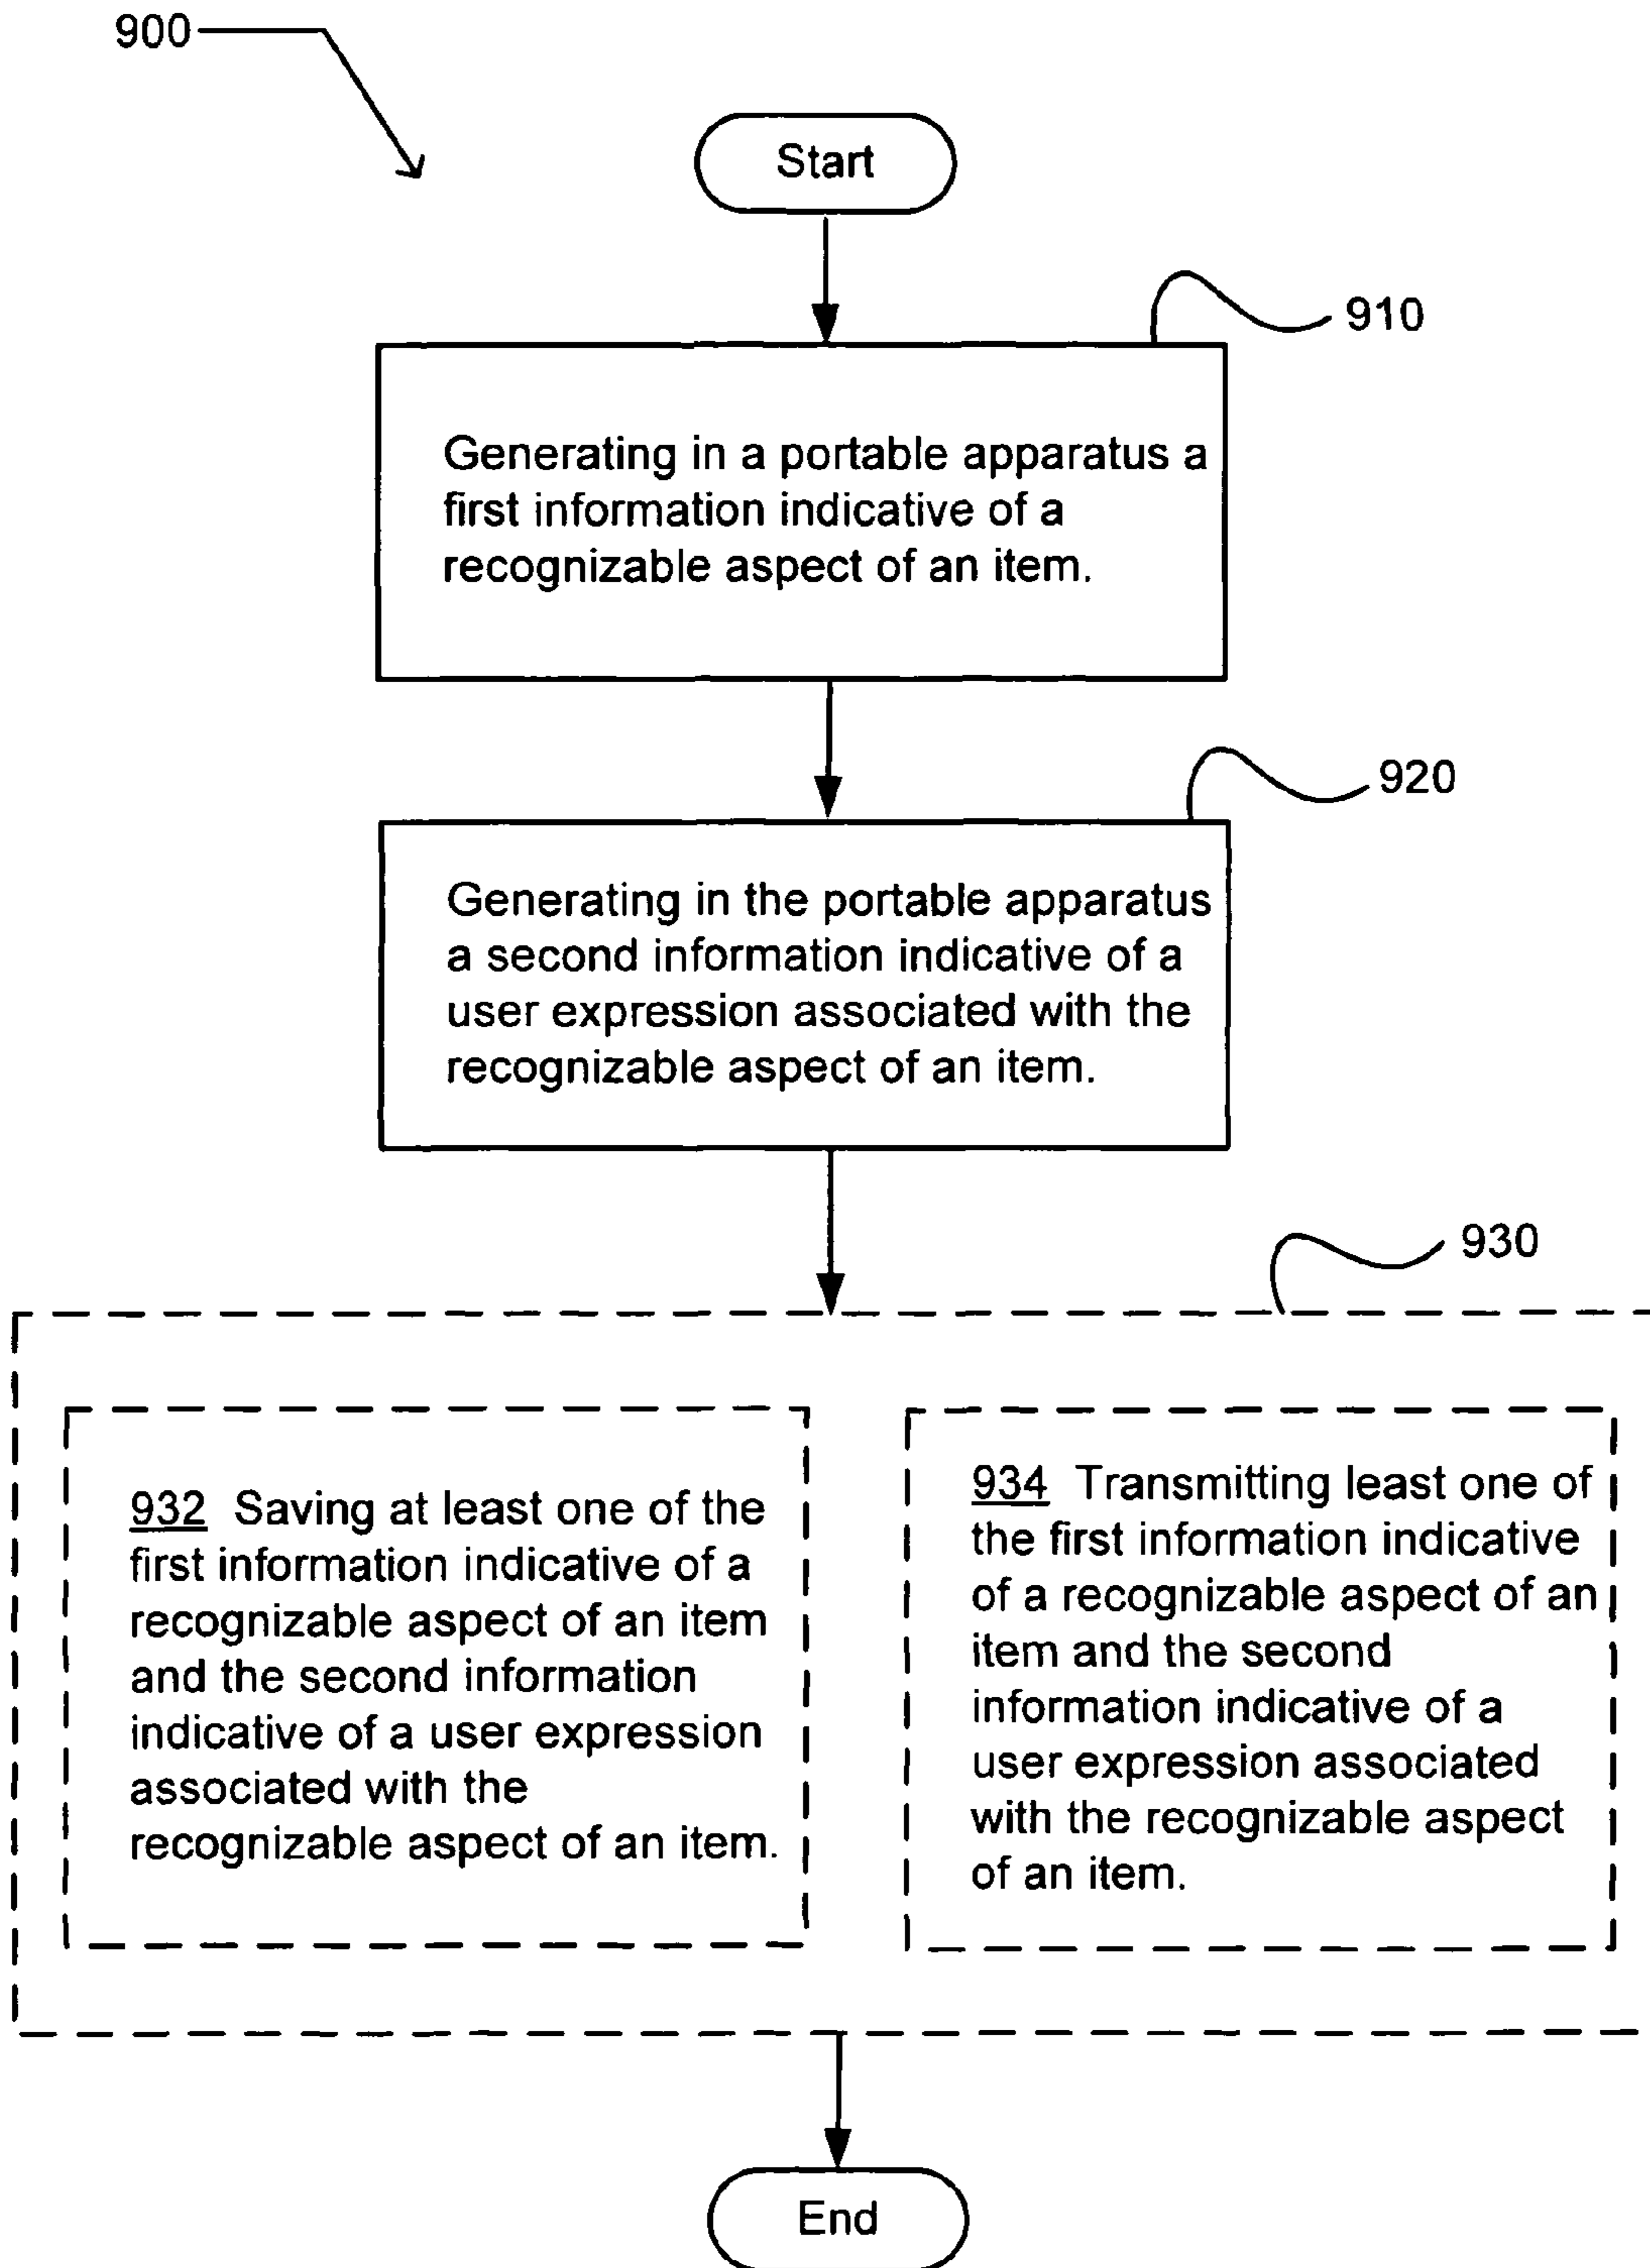 900
Start
910
Generating in a portable apparatus a
first information indicative of a
recognizable aspect of an item.
920
Generating in the portable apparatus
a second information indicative of a
user expression associated with the
recognizable aspect of an item.
930
932 Saving at least one of the
first information indicative of a
recognizable aspect of an item
and the second information
indicative of a user expression
associated with the
recognizable aspect of an item.
934 Transmitting least one of
the first information indicative
of a recognizable aspect of an
item and the second
information indicative of a
user expression associated
with the recognizable aspect
of an item.
End